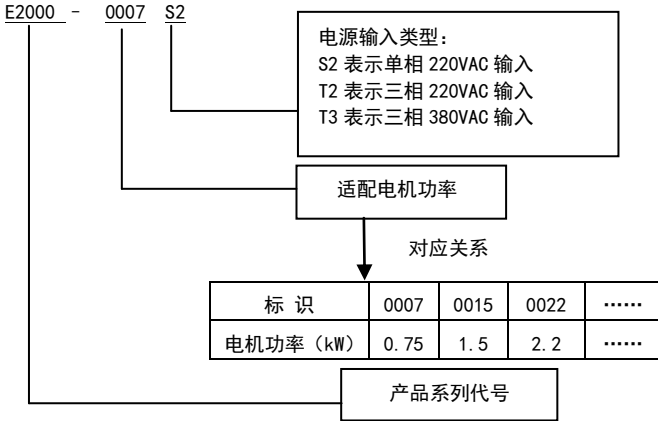 E2000 - 0007 S2
电源输入类型：
S2 表示单相 220VAC 输入
T2 表示三相 220VAC 输入
T3 表示三相 380VAC 输入
适配电机功率
对应关系
标 识 0007 0015 0022 ……
电机功率（kW） 0.75 1.5 2.2 ……
产品系列代号